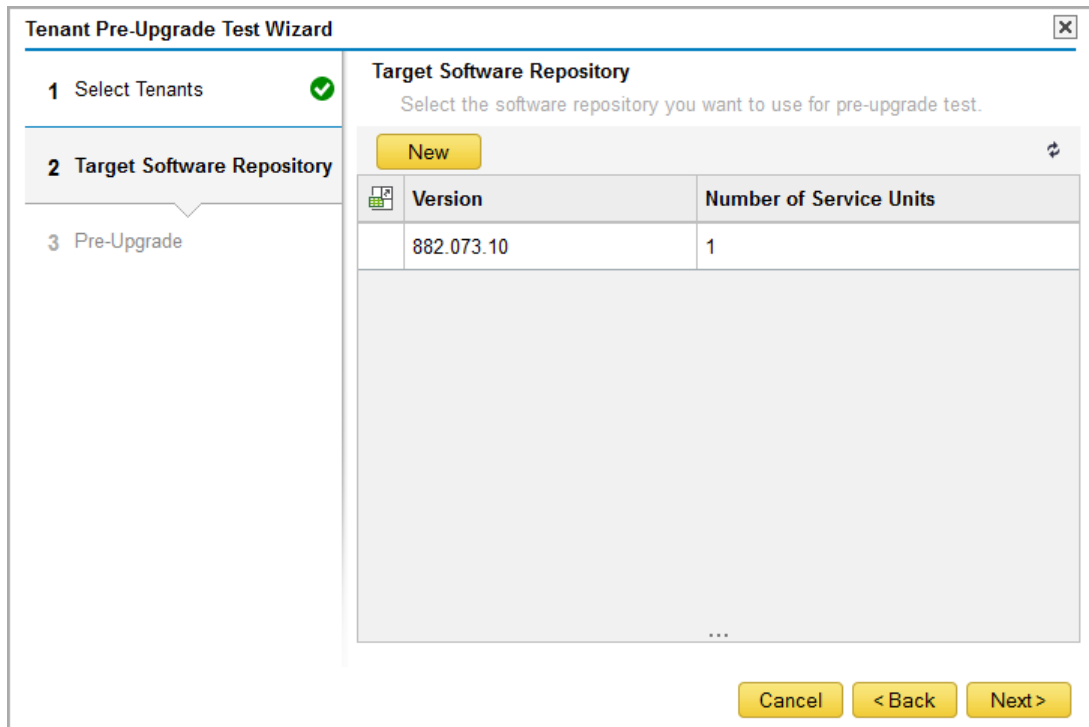 Tenant Pre-Upgrade Test Wizard
1 Select Tenants
2 Target Software Repository
3 Pre-Upgrade
Target Software Repository
Select the software repository you want to use for pre-upgrade test.
New
Version Number of Service Units
882.073.10 1
...
Cancel < Back Next >